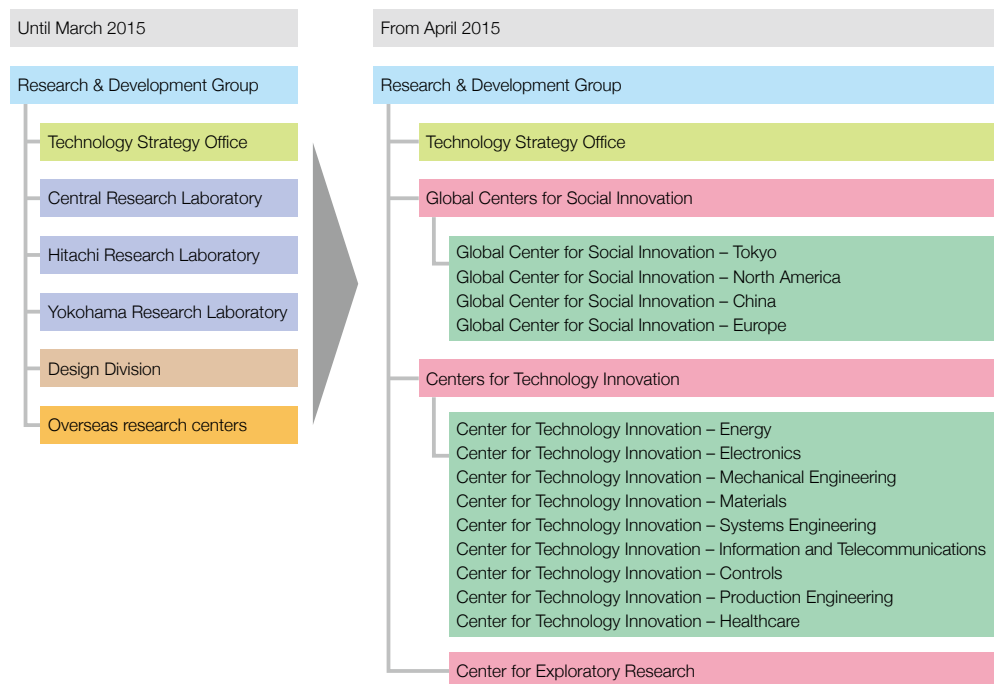 Until March 2015
Research & Development Group
Technology Strategy Office
Central Research Laboratory
Hitachi Research Laboratory
Yokohama Research Laboratory
Design Division
Overseas research centers
From April 2015
Research & Development Group
Technology Strategy Office
Global Centers for Social Innovation
Global Center for Social Innovation – Tokyo
Global Center for Social Innovation – North America
Global Center for Social Innovation – China
Global Center for Social Innovation – Europe
Centers for Technology Innovation
Center for Technology Innovation – Energy
Center for Technology Innovation – Electronics
Center for Technology Innovation – Mechanical Engineering
Center for Technology Innovation – Materials
Center for Technology Innovation – Systems Engineering
Center for Technology Innovation – Information and Telecommunications
Center for Technology Innovation – Controls
Center for Technology Innovation – Production Engineering
Center for Technology Innovation – Healthcare
Center for Exploratory Research